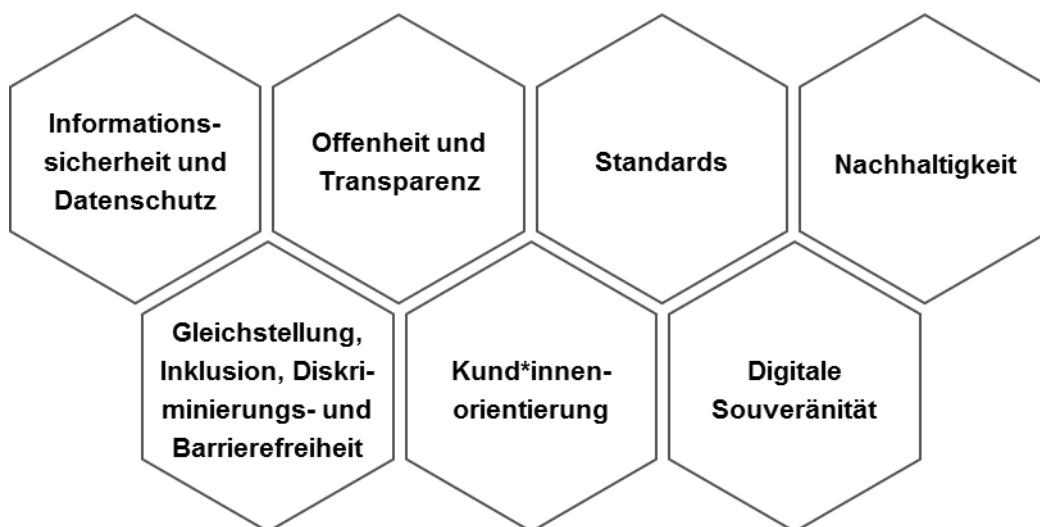 Informations-
sicherheit und
Datenschutz
Offenheit und
Transparenz
Standards
Nachhaltigkeit
Gleichstellung,
Inklusion, Diskri-
minierungs- und
Barrierefreiheit
Kund*innen-
orientierung
Digitale
Souveränität